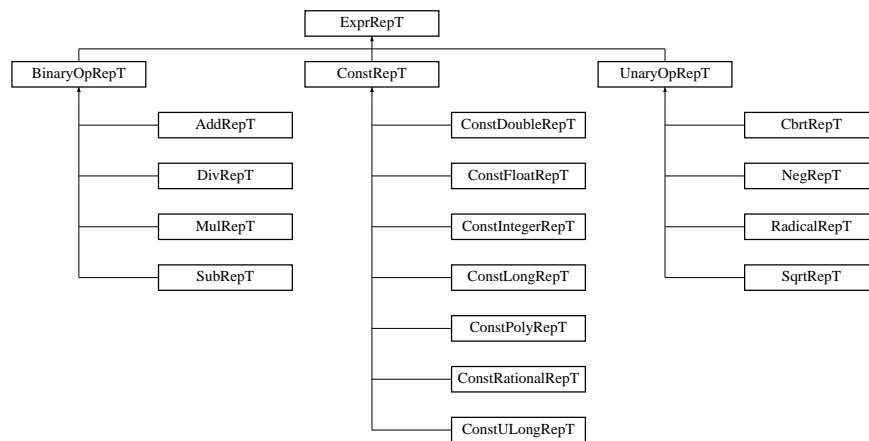 ExprRepT
BinaryOpRepT
ConstRepT
UnaryOpRepT
AddRepT
ConstDoubleRepT
CbrtRepT
DivRepT
ConstFloatRepT
NegRepT
MulRepT
ConstIntegerRepT
RadicalRepT
SubRepT
ConstLongRepT
SqrtRepT
ConstPolyRepT
ConstRationalRepT
ConstULongRepT